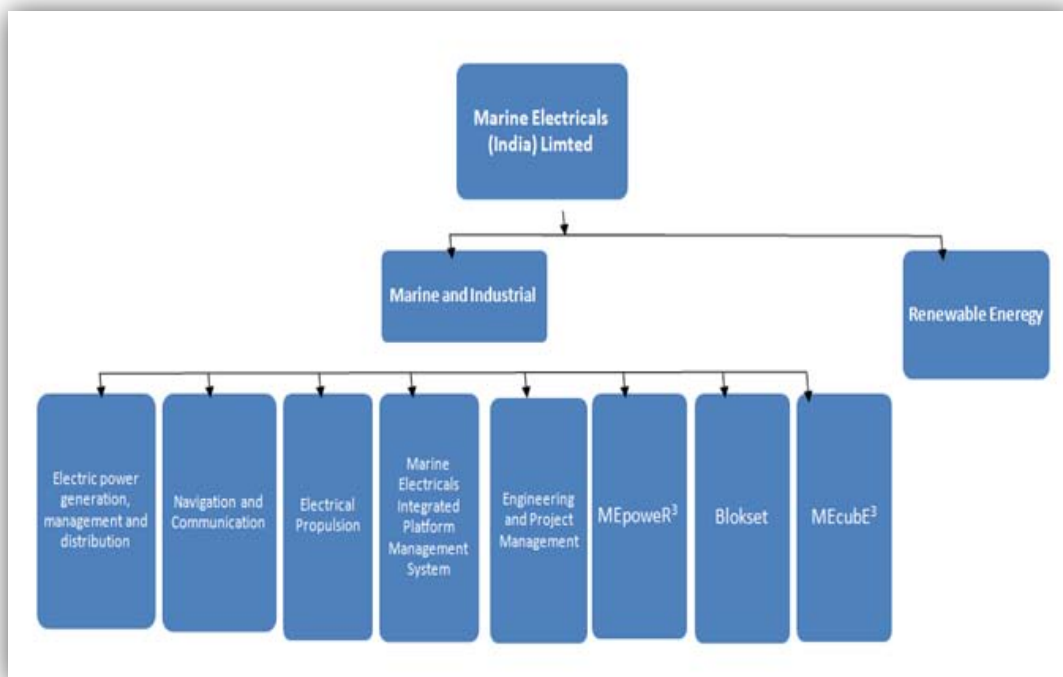 Marine Electricals
(India) Limted
Marine and Industrial
Renewable Eneregy
Electric power
generation,
management and
distribution
Navigation and
Communication
Electrical
Propulsion
Marine
Electricals
Integrated
Platform
Management
System
Engineering
and Project
Management
MEpoweR³
Blokset
MEcubE³